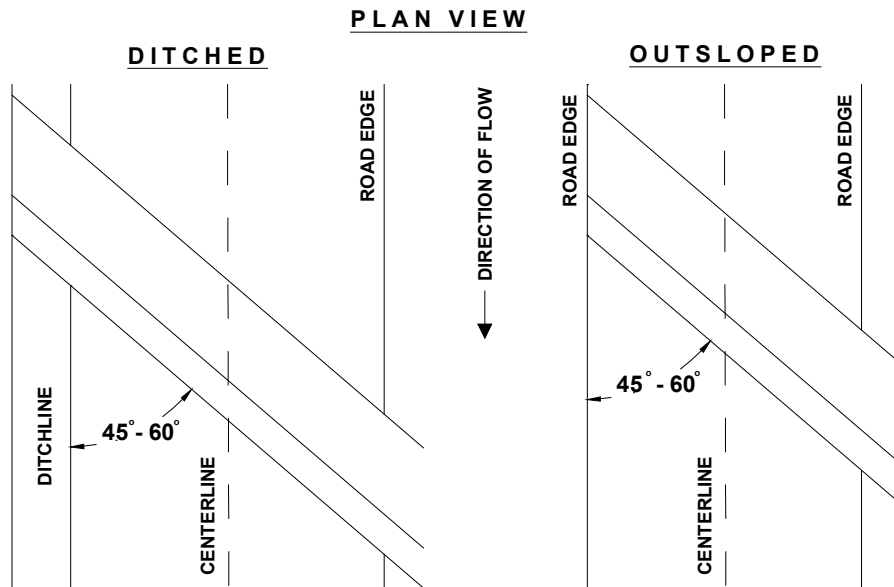 PLAN VIEW
DITCHED
OUTSLOPED
ROAD EDGE
DIRECTION OF FLOW
ROAD EDGE
ROAD EDGE
45° - 60°
45° - 60°
DITCHLINE
CENTERLINE
CENTERLINE